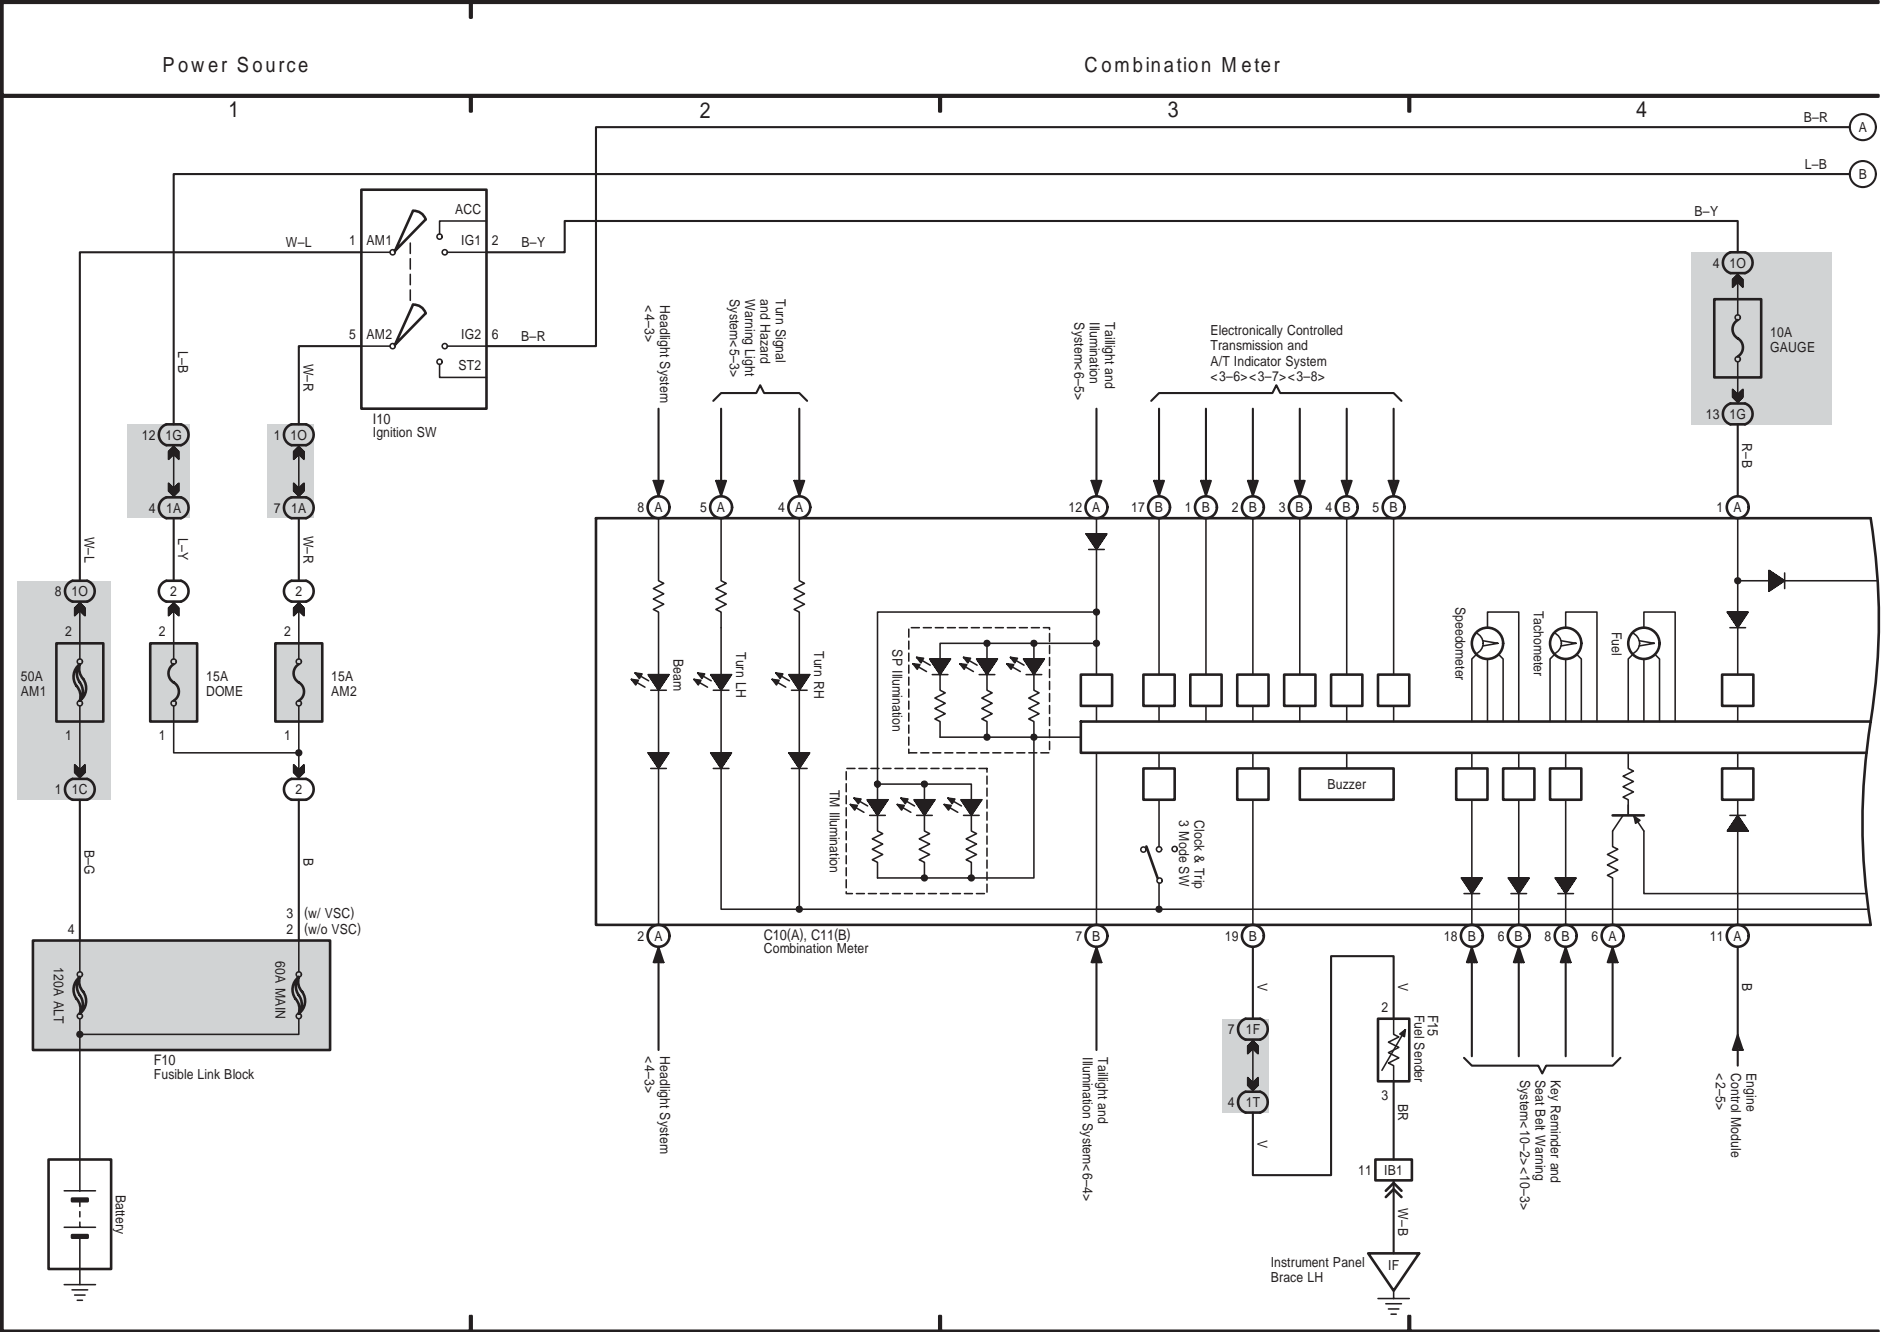 Power Source
Combination Meter
1
2
3
4
B–R
A
L–B
B
B–Y
W–L
1
AM1
ACC
IG1
2
B–Y
5
AM2
IG2
6
B–R
ST2
I10
Ignition SW
L–B
W–R
12
1G
1
1O
4
1A
7
1A
W–L
L–Y
W–R
8
1O
2
2
2
2
2
50A
AM1
15A
DOME
15A
AM2
1
1
1
1
1C
2
B–G
B
3
(w/ VSC)
4
2
(w/o VSC)
120A ALT
60A MAIN
F10
Fusible Link Block
Battery
Headlight System
<4–3>
Turn Signal
and Hazard
Warning Light
System<5–3>
Taillight and
Illumination
System<6–5>
Electronically Controlled
Transmission and
A/T Indicator System
<3–6><3–7><3–8>
4
1O
10A
GAUGE
13
1G
R–B
8
A
5
A
4
A
12
A
17
B
1
B
2
B
3
B
4
B
5
B
1
A
Beam
Turn LH
Turn RH
SP Illumination
TM Illumination
Speedometer
Tachometer
Fuel
Buzzer
Clock & Trip
3 Mode SW
2
A
C10(A), C11(B)
Combination Meter
7
B
19
B
18
B
6
B
8
B
6
A
11
A
Headlight System
<4–3>
Taillight and
Illumination System<6–4>
V
7
1F
4
1T
V
V
2
F15
Fuel Sender
3
BR
11
IB1
W–B
IF
Instrument Panel
Brace LH
Key Reminder and
Seat Belt Warning
System<10–2><10–3>
B
Engine
Control Module
<2–5>